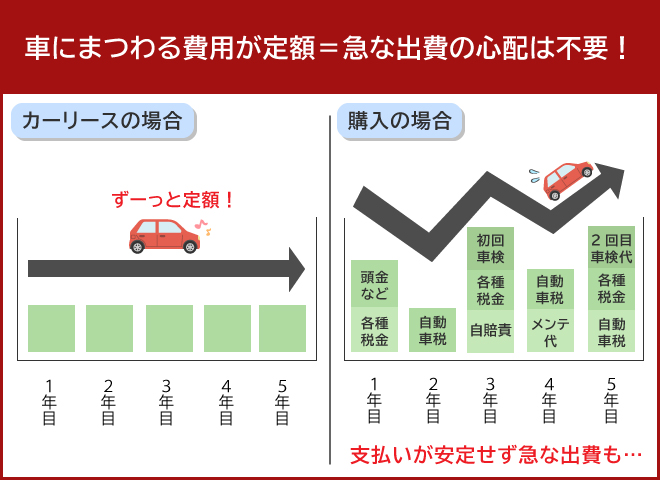 車にまつわる費用が定額＝急な出費の心配は不要！
カーリースの場合
ずーっと定額！
1年目
2年目
3年目
4年目
5年目
購入の場合
頭金
など
各種
税金
自動
車税
初回
車検
各種
税金
自賠責
自動
車税
メンテ
代
2回目
車検代
各種
税金
自動
車税
1年目
2年目
3年目
4年目
5年目
支払いが安定せず急な出費も…